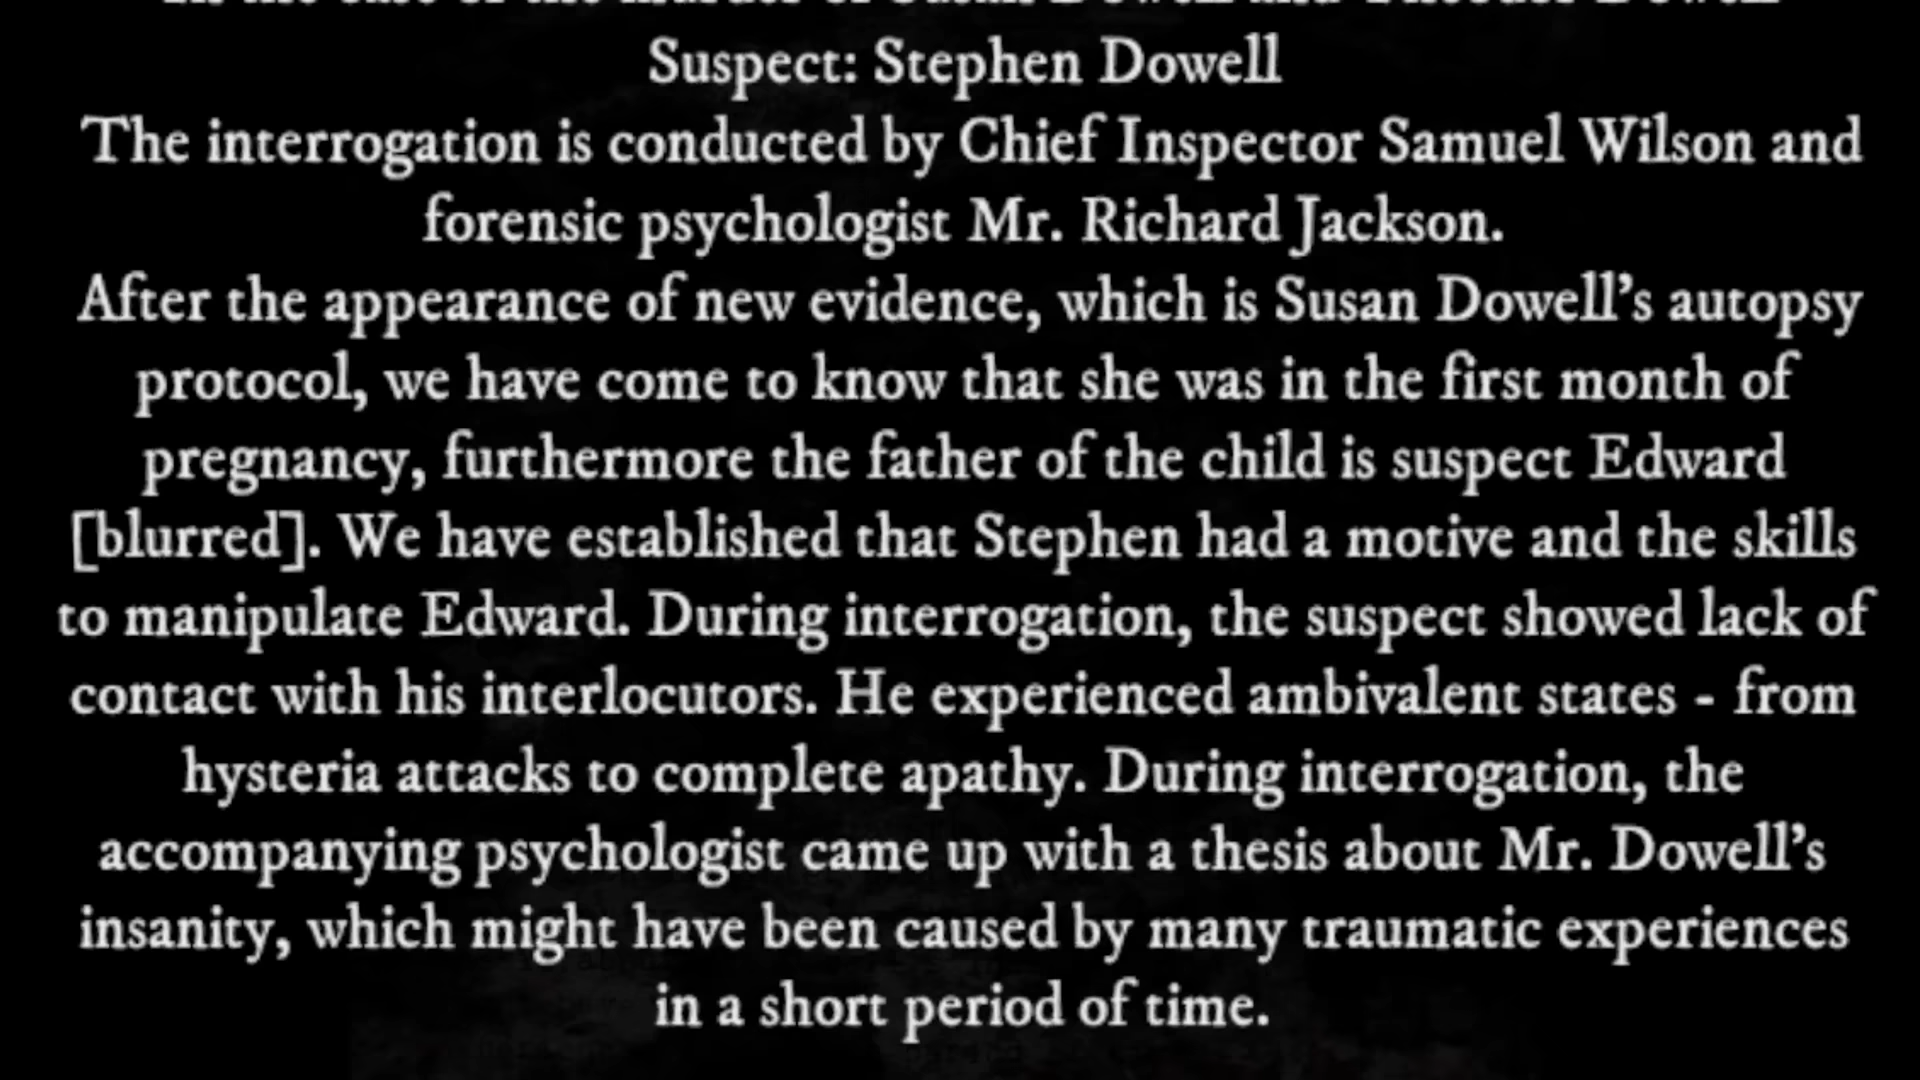 Suspect: Stephen Dowell
The interrogation is conducted by Chief Inspector Samuel Wilson and
forensic psychologist Mr. Richard Jackson.
After the appearance of new evidence, which is Susan Dowell’s autopsy
protocol, we have come to know that she was in the first month of
pregnancy, furthermore the father of the child is suspect Edward
[blurred]. We have established that Stephen had a motive and the skills
to manipulate Edward. During interrogation, the suspect showed lack of
contact with his interlocutors. He experienced ambivalent states - from
hysteria attacks to complete apathy. During interrogation, the
accompanying psychologist came up with a thesis about Mr. Dowell’s
insanity, which might have been caused by many traumatic experiences
in a short period of time.